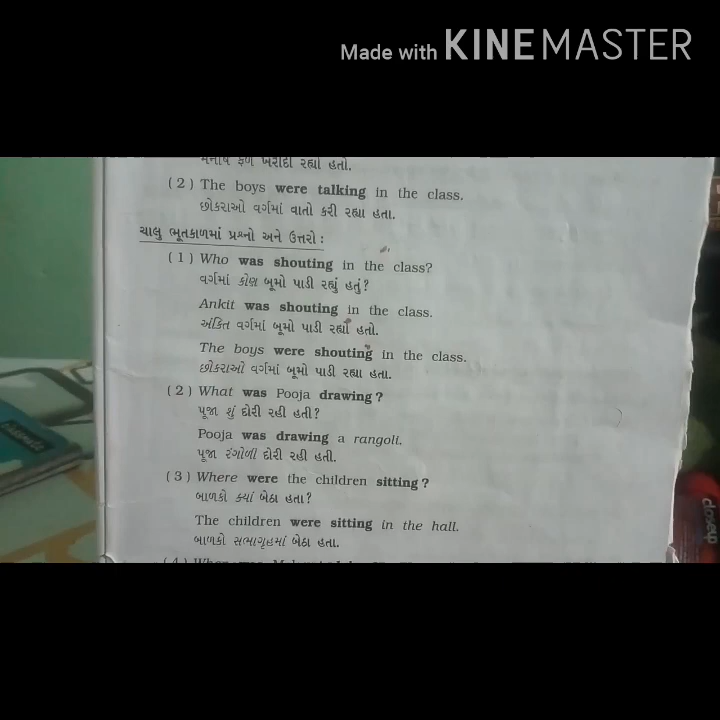 Made with KINEMASTER
ખરીદી રહ્યો હતો.
( 2 ) The boys were talking in the class.
છોકરાઓ વર્ગમાં વાતો કરી રહ્યા હતા.
ચાલુ ભૂતકાળમાં પ્રશ્નો અને ઉત્તરો :
( 1 ) Who was shouting in the class?
વર્ગમાં કોણ બૂમો પાડી રહ્યું હતું?
Ankit was shouting in the class.
અંકિત વર્ગમાં બૂમો પાડી રહ્યો હતો.
The boys were shouting in the class.
છોકરાઓ વર્ગમાં બૂમો પાડી રહ્યા હતા.
( 2 ) What was Pooja drawing ?
પૂજા શું દોરી રહી હતી?
Pooja was drawing a rangoli.
પૂજા રંગોળી દોરી રહી હતી.
( 3 ) Where were the children sitting ?
બાળકો ક્યાં બેઠા હતા?
The children were sitting in the hall.
બાળકો સભાગૃહમાં બેઠા હતા.
closeup